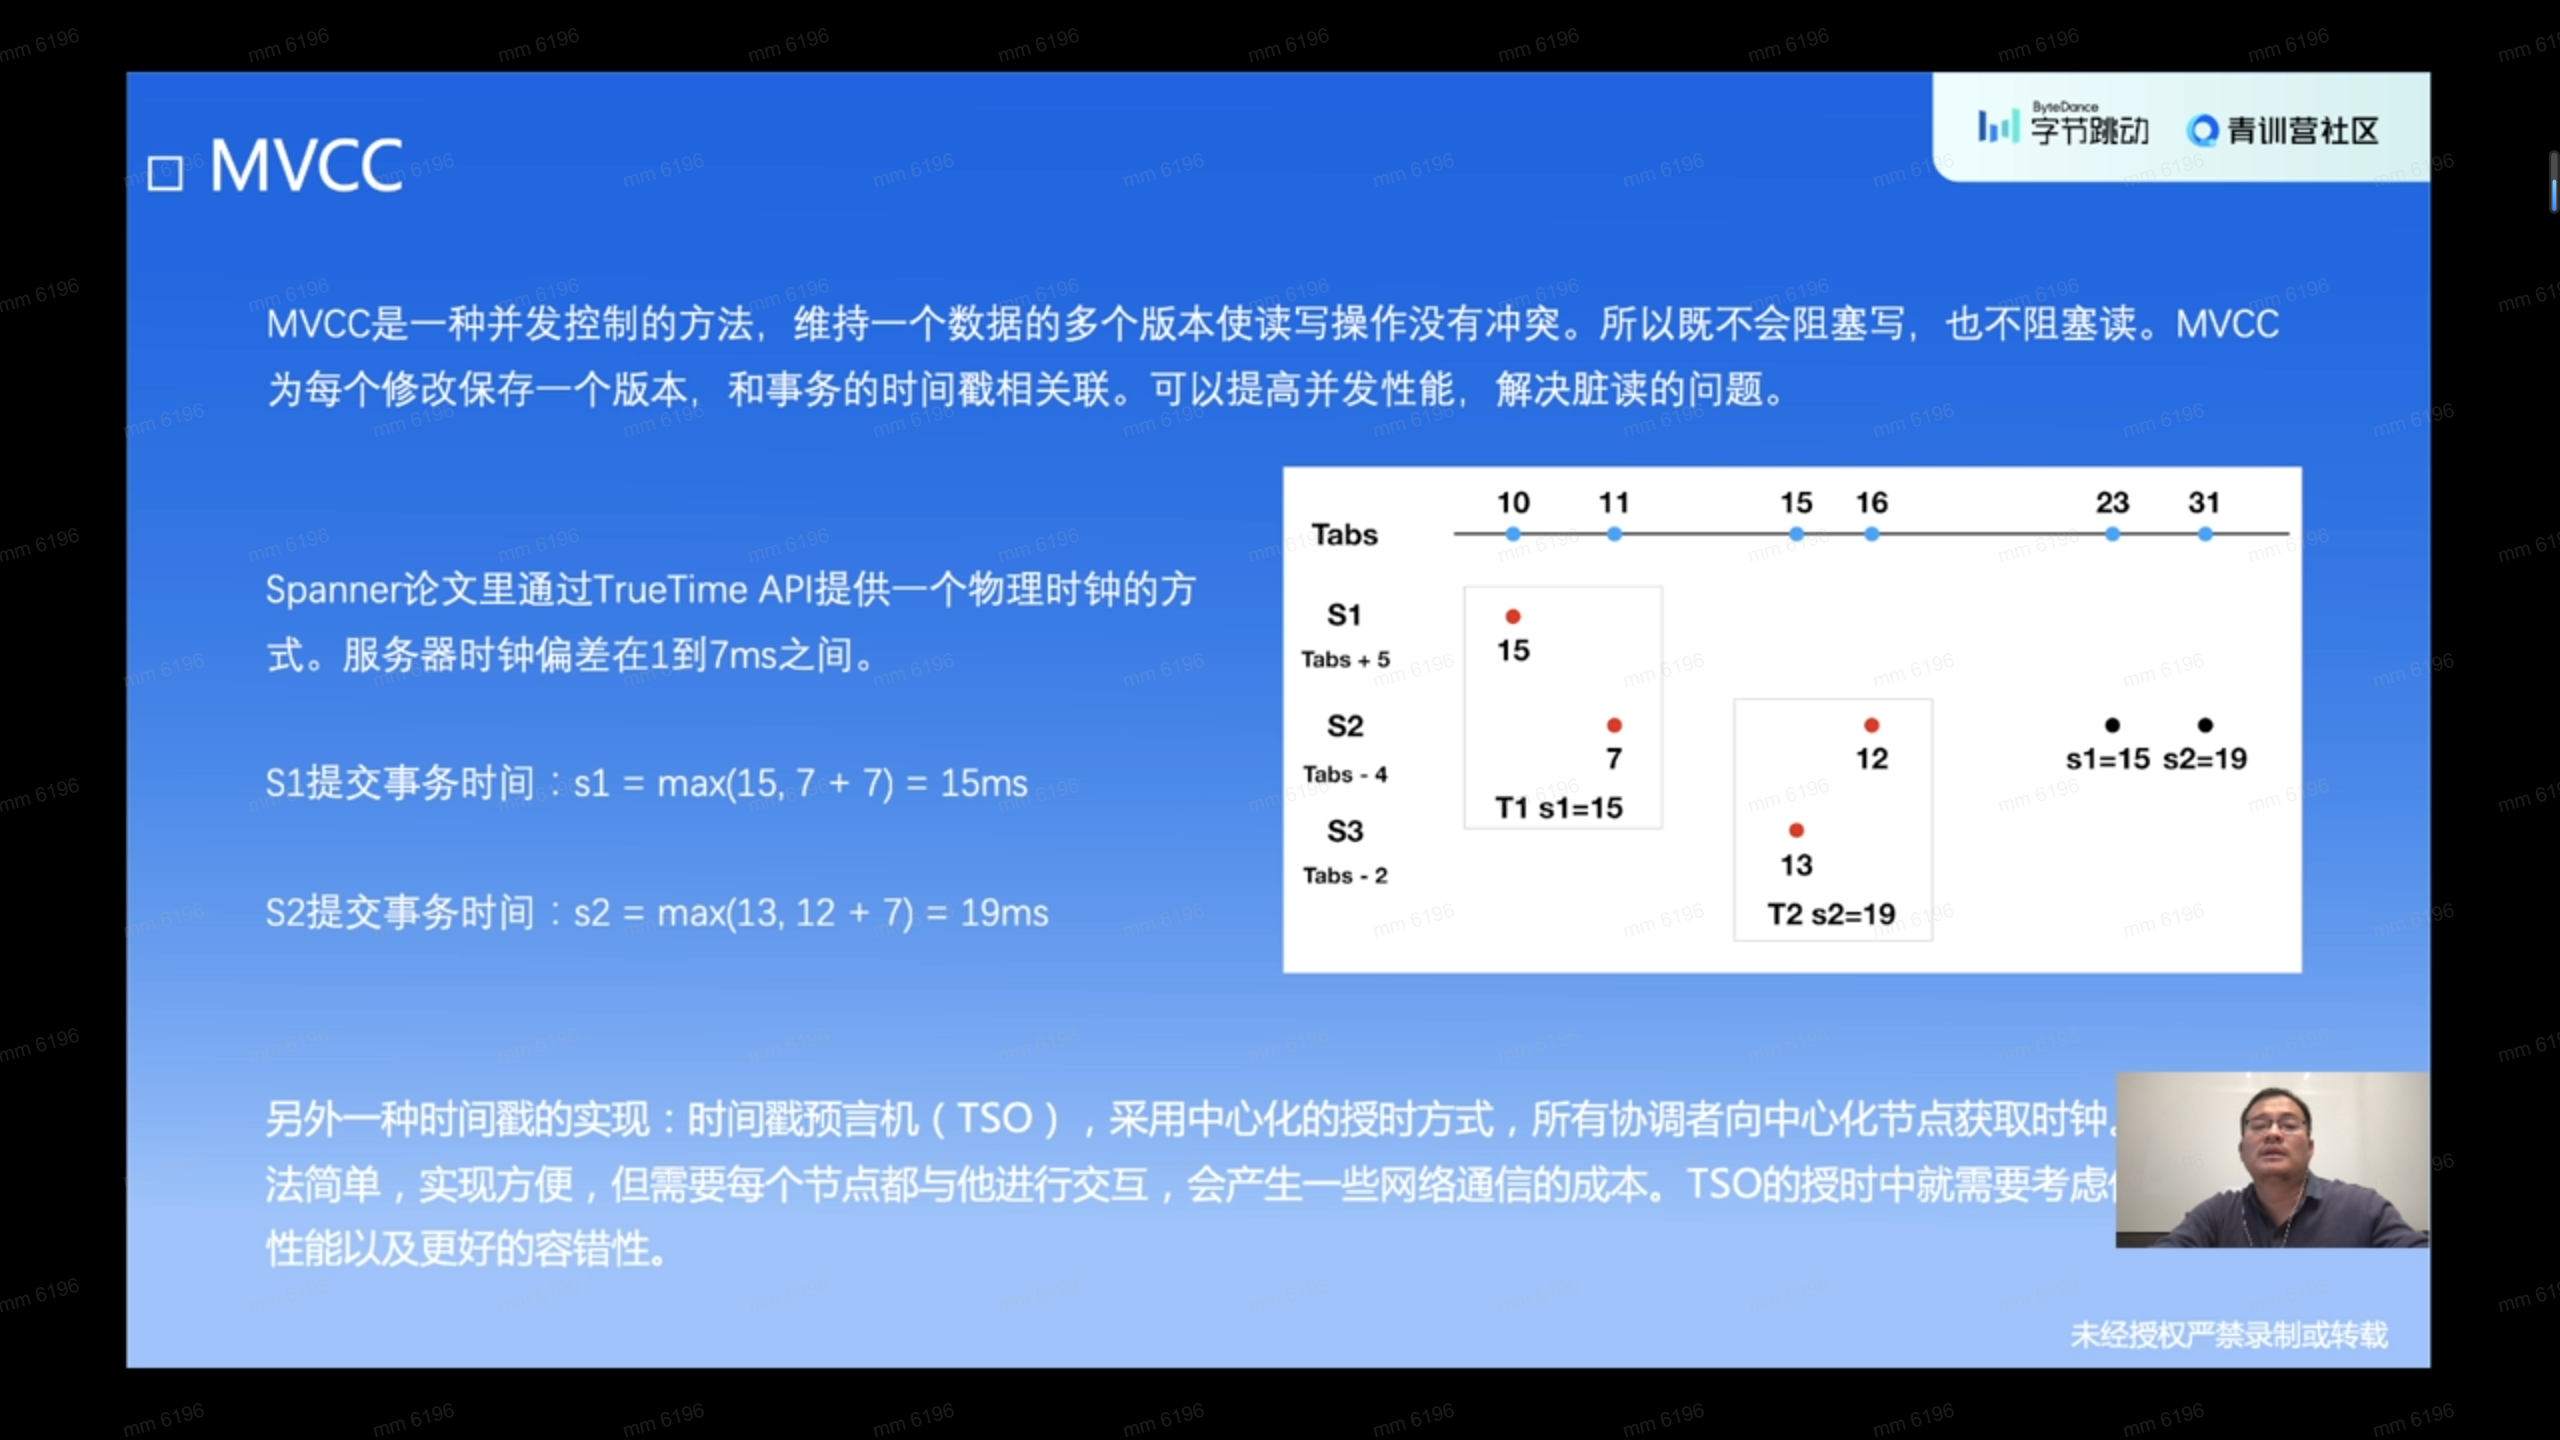 MVCC
ByteDance
字节跳动 青训营社区
MVCC是一种并发控制的方法，维持一个数据的多个版本使读写操作没有冲突。所以既不会阻塞写，也不阻塞读。MVCC
为每个修改保存一个版本，和事务的时间戳相关联。可以提高并发性能，解决脏读的问题。
Spanner论文里通过TrueTime API提供一个物理时钟的方
式。服务器时钟偏差在1到7ms之间。
S1提交事务时间：s1 = max(15, 7 + 7) = 15ms
S2提交事务时间：s2 = max(13, 12 + 7) = 19ms
10 11 15 16 23 31
Tabs
S1
15
Tabs + 5
S2
7 12 s1=15 s2=19
Tabs - 4
T1 s1=15
S3
13
Tabs - 2
T2 s2=19
另外一种时间戳的实现：时间戳预言机（TSO），采用中心化的授时方式，所有协调者向中心化节点获取时钟。
法简单，实现方便，但需要每个节点都与他进行交互，会产生一些网络通信的成本。TSO的授时中就需要考虑
性能以及更好的容错性。
未经授权严禁录制或转载
mm 6196